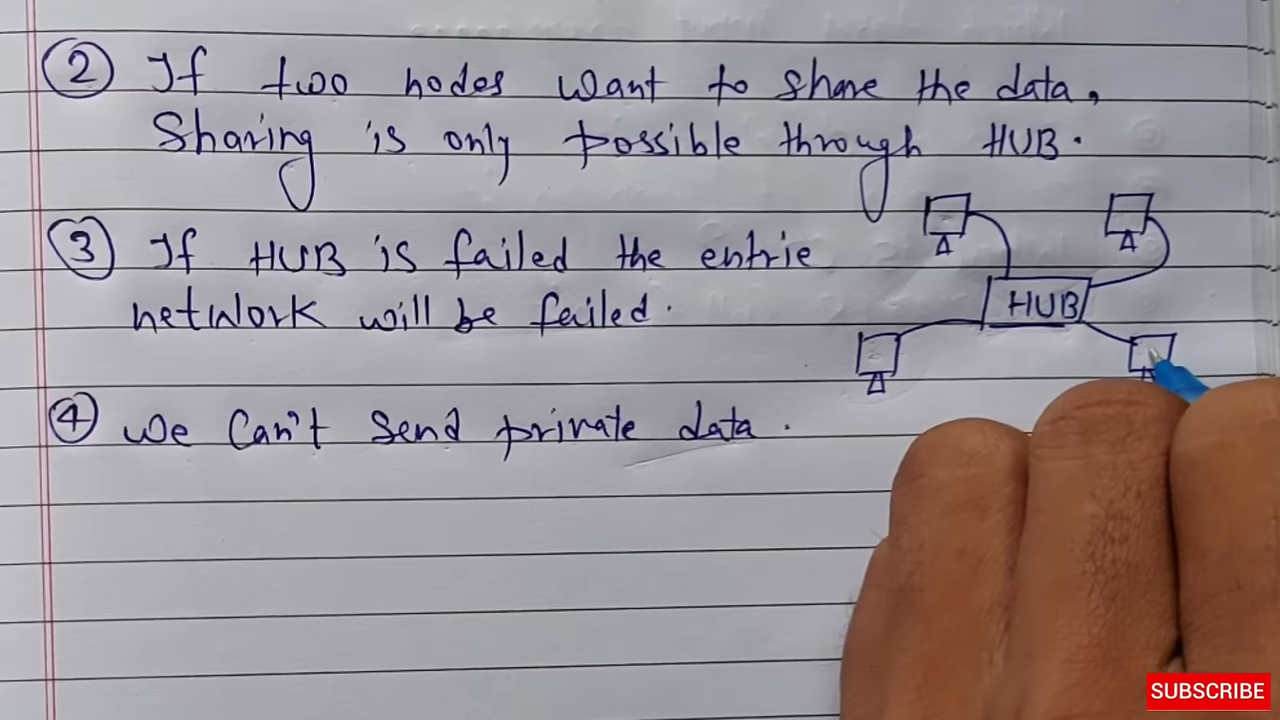 ② If two nodes want to share the data,
Sharing is only possible through HUB.
③ If HUB is failed the entrie
network will be failed.
HUB
④ We Can't Send private data.
SUBSCRIBE